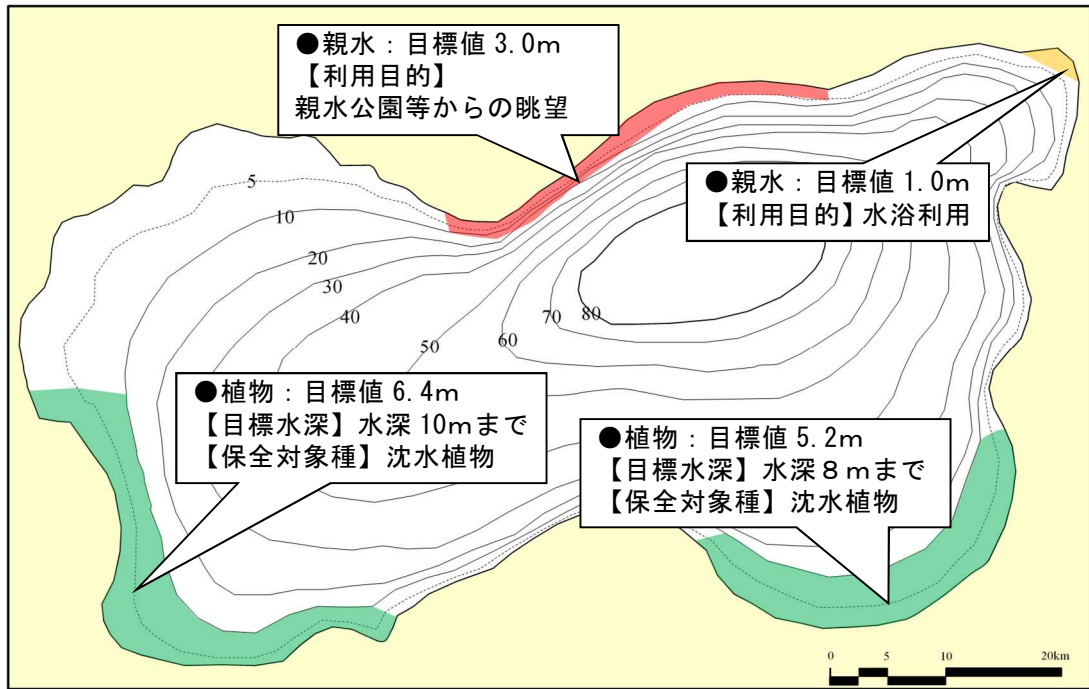 ●親水：目標値 3.0ｍ
【利用目的】
親水公園等からの眺望
●親水：目標値 1.0ｍ
【利用目的】水浴利用
5
10
20
30
40
50
60
70
80
●植物：目標値 6.4ｍ
【目標水深】水深 10ｍまで
【保全対象種】沈水植物
●植物：目標値 5.2ｍ
【目標水深】水深８ｍまで
【保全対象種】沈水植物
0 5 10 20km